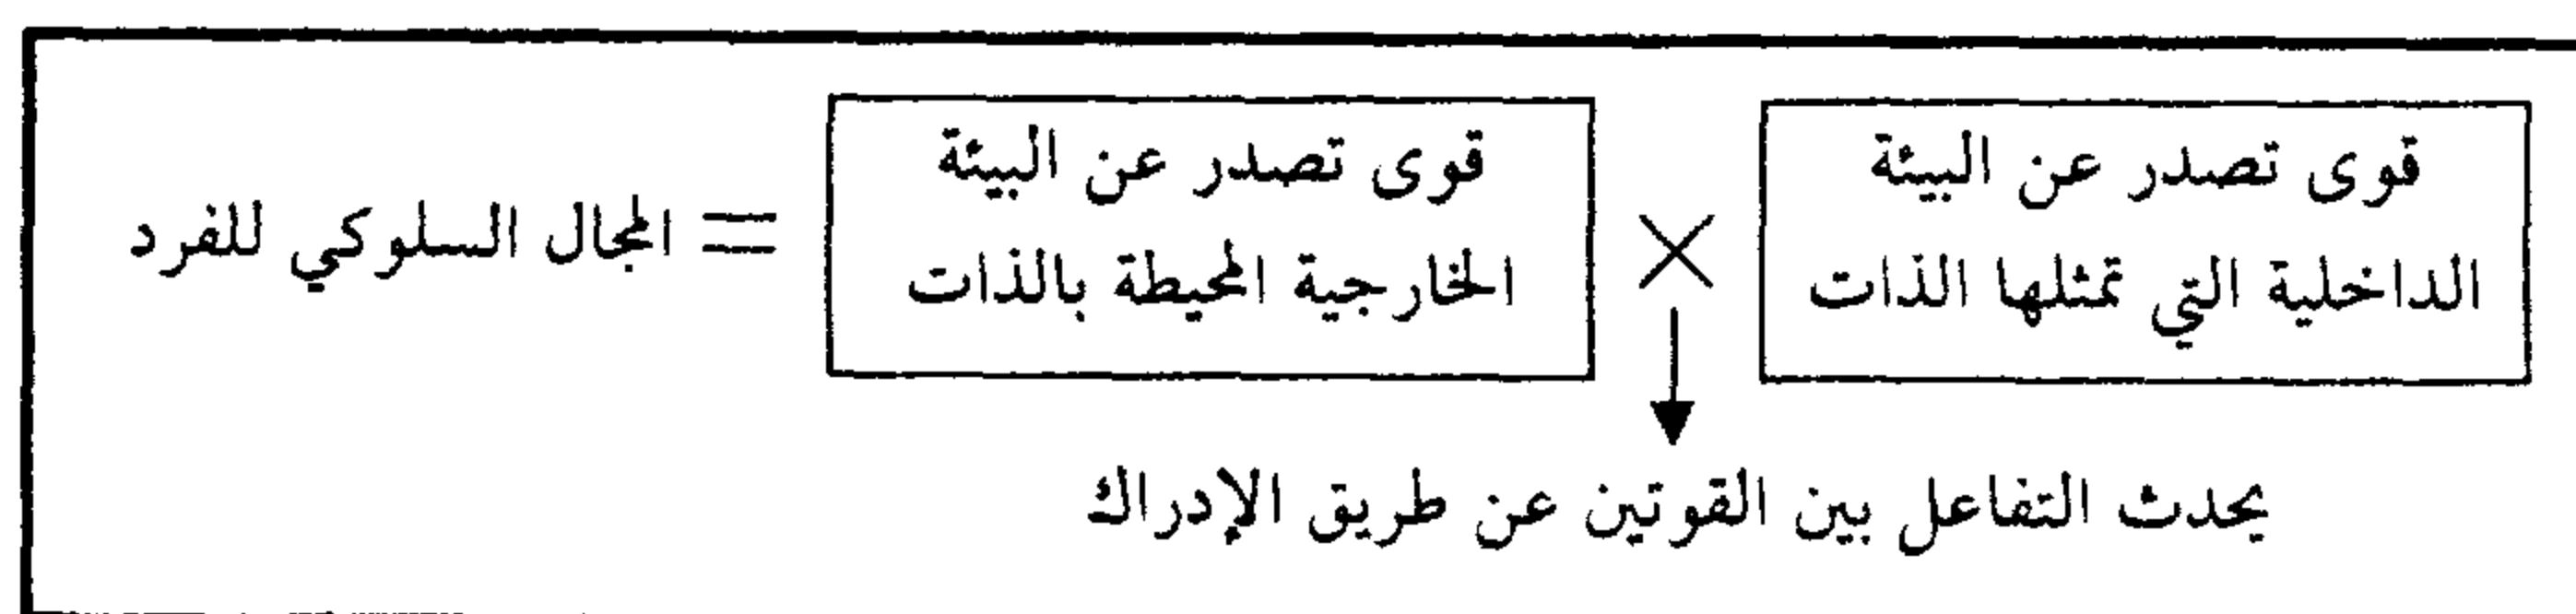 قوى تصدر عن البيئة
الداخلية التي تمثلها الذات
×
قوى تصدر عن البيئة
الخارجية المحيطة بالذات
= المجال السلوكي للفرد
يحدث التفاعل بين القوتين عن طريق الإدراك